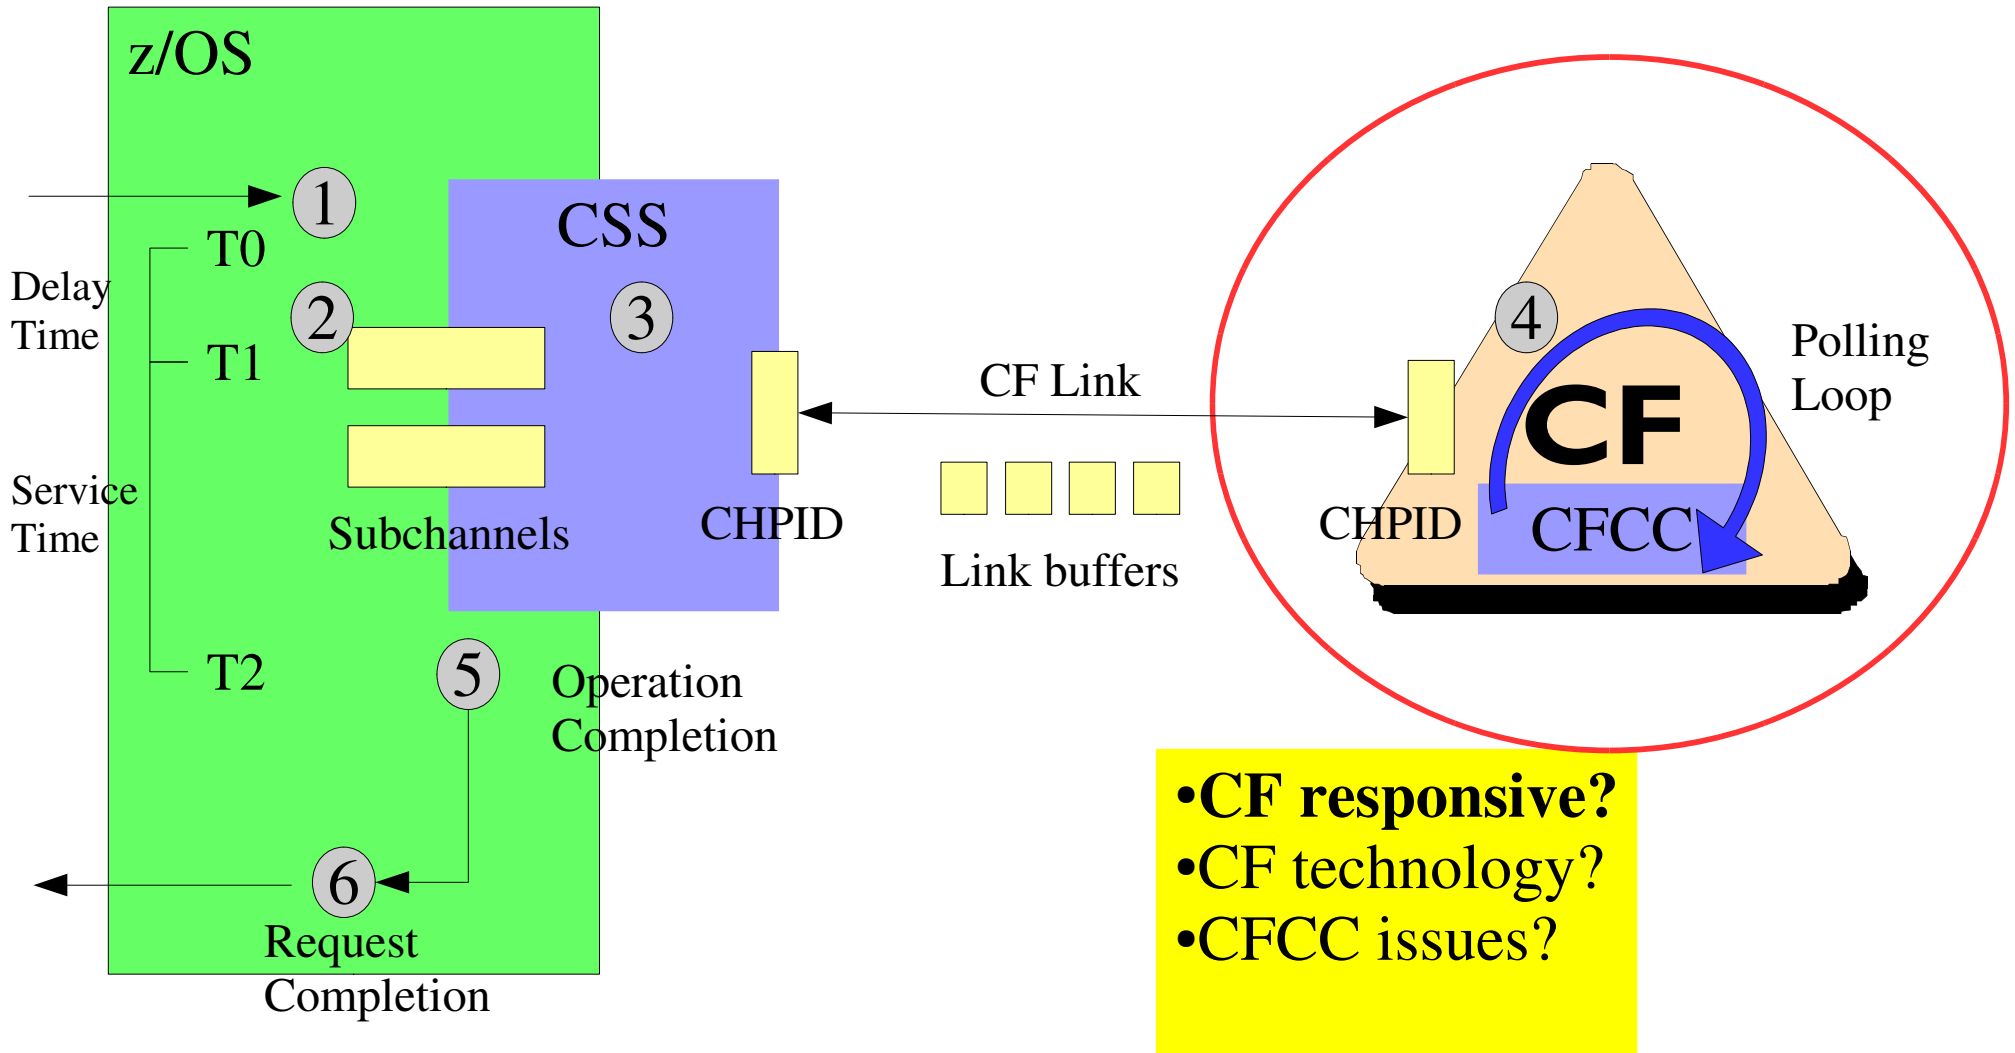 z/OS
1
T0
Delay
Time
2
T1
Service
Time
Subchannels
T2
CSS
3
CHPID
CF Link
Link buffers
4
CF
Polling
Loop
CHPID
CFCC
5
Operation
Completion
6
Request
Completion
•CF responsive?
•CF technology?
•CFCC issues?